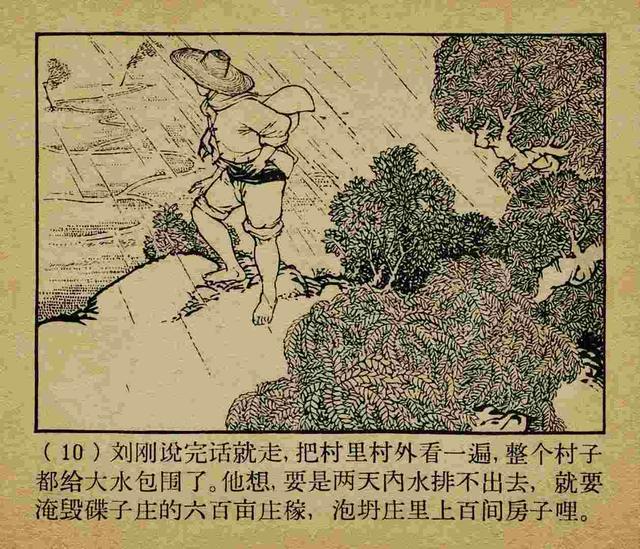 （10）刘刚说完话就走，把村里村外看一遍，整个村子
都给大水包围了。他想，要是两天内水排不出去，就要
淹毁碟子庄的六百亩庄稼，泡坍庄里上百间房子哩。